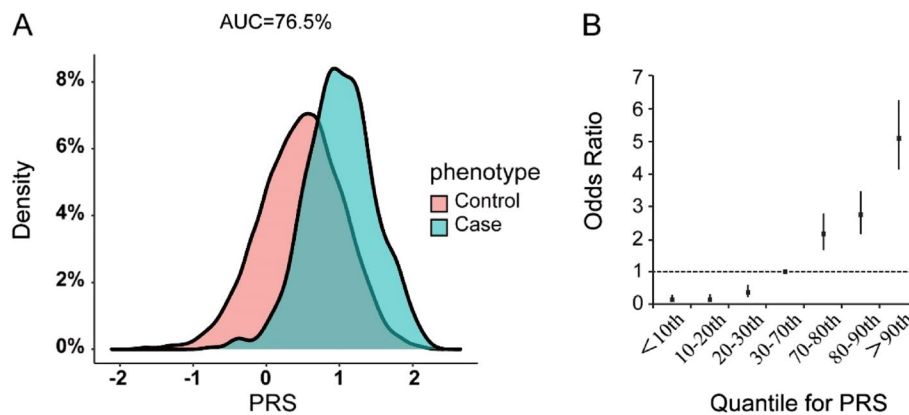 A
AUC=76.5%
8%
6%
4%
2%
0%
Density
-2
-1
0
1
2
PRS
phenotype
Control
Case
B
7
6
5
4
3
2
1
0
Odds Ratio
<10th
10-20th
20-30th
30-70th
70-80th
80-90th
>90th
Quantile for PRS